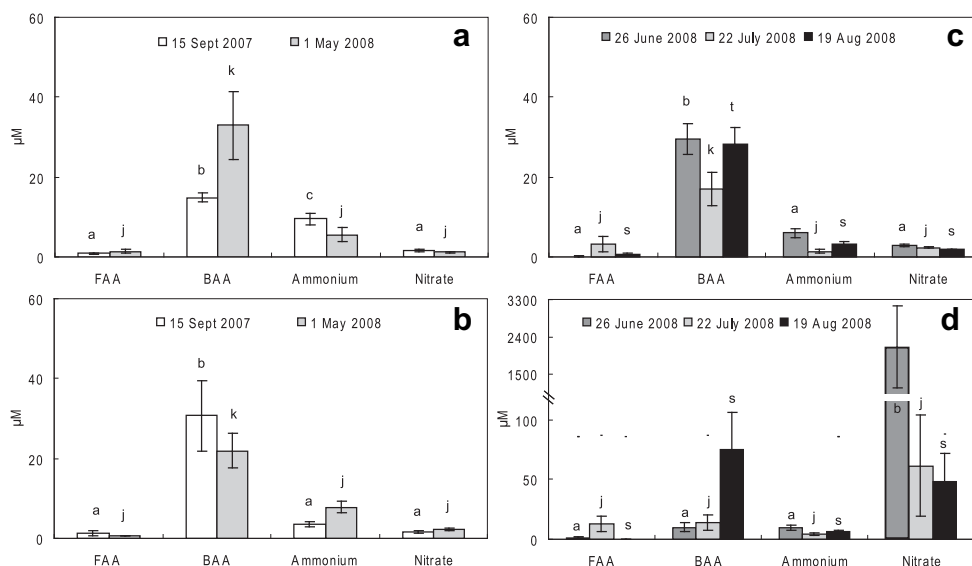 60
40
20
0
µM
a
15 Sept 2007 1 May 2008
a j
b k
c j
a j
FAA BAA Ammonium Nitrate
60
40
20
0
µM
b
15 Sept 2007 1 May 2008
a j
b k
a j
a j
FAA BAA Ammonium Nitrate
60
40
20
0
µM
c
26 June 2008 22 July 2008 19 Aug 2008
j s
b k t
a j s
a j s
FAA BAA Ammonium Nitrate
3300
2400
1500
100
50
0
µM
d
26 June 2008 22 July 2008 19 Aug 2008
a j s
a j s
a j s
b j s
FAA BAA Ammonium Nitrate